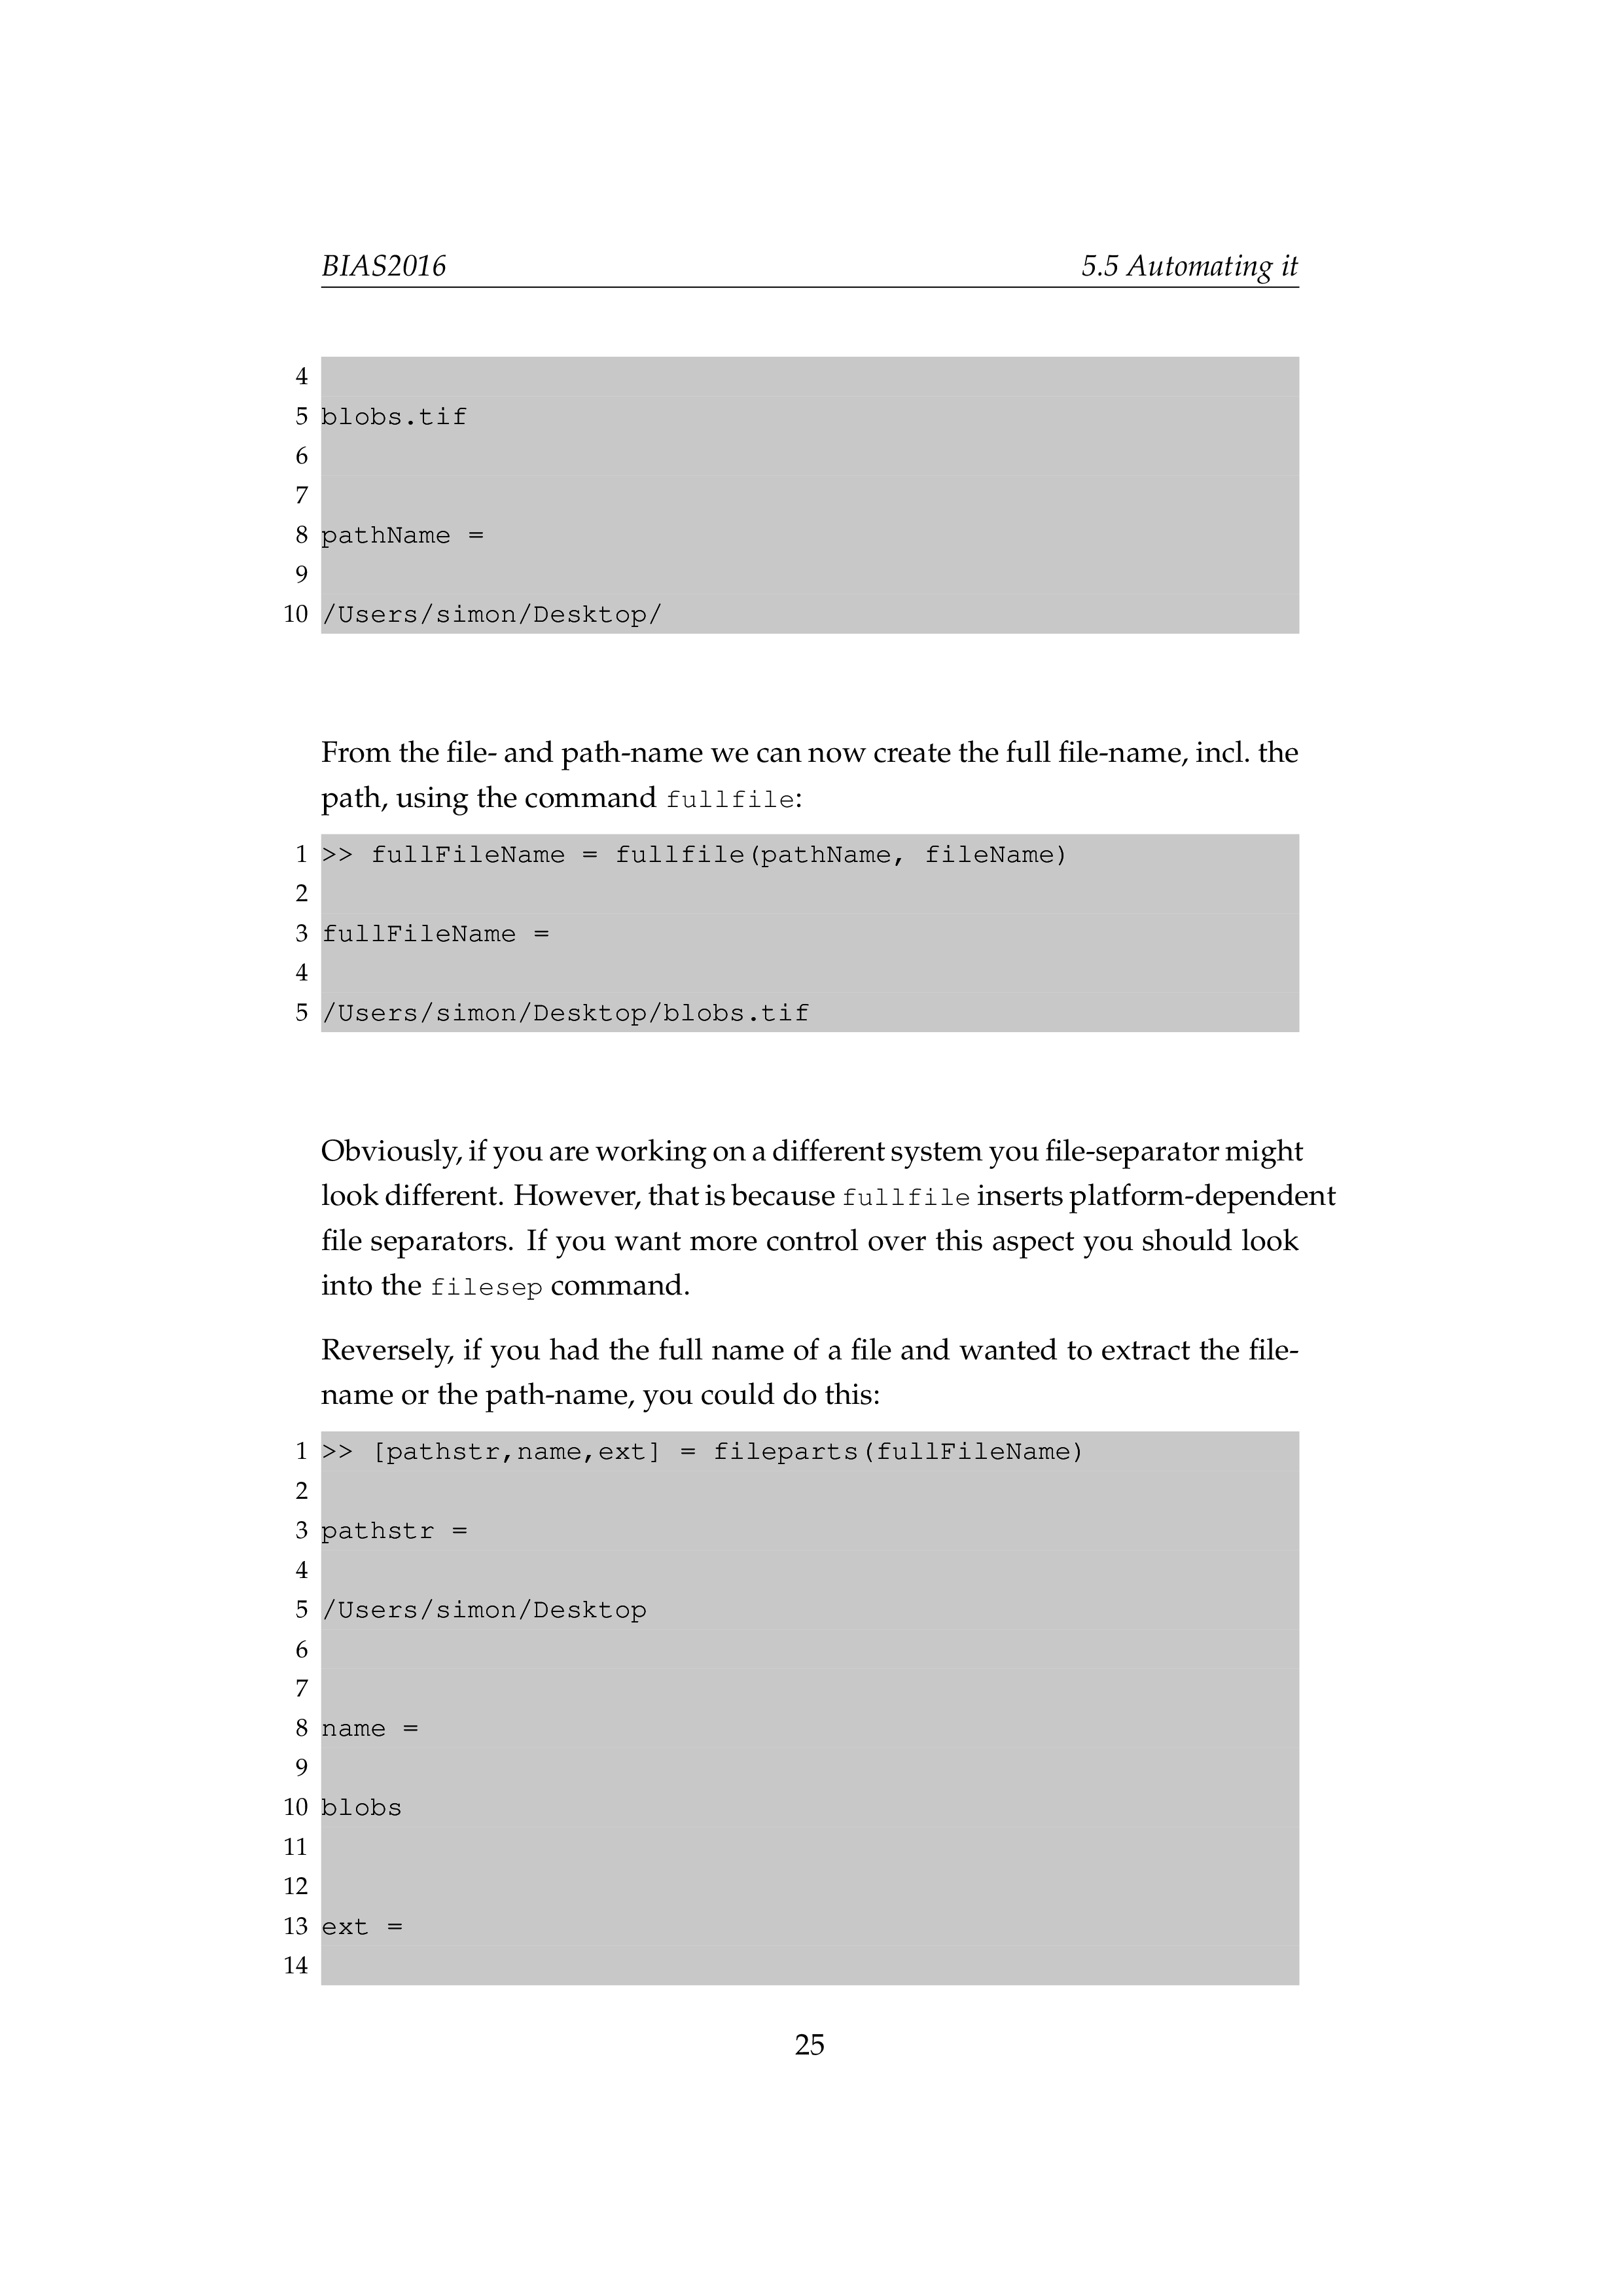 BIAS2016 5.5 Automating it
4
5 blobs.tif
6
7
8 pathName =
9
10 /Users/simon/Desktop/
From the file- and path-name we can now create the full file-name, incl. the
path, using the command fullfile:
1 >> fullFileName = fullfile(pathName, fileName)
2
3 fullFileName =
4
5 /Users/simon/Desktop/blobs.tif
Obviously, if you are working on a different system you file-separator might
look different. However, that is because fullfile inserts platform-dependent
file separators. If you want more control over this aspect you should look
into the filesep command.
Reversely, if you had the full name of a file and wanted to extract the file-
name or the path-name, you could do this:
1 >> [pathstr,name,ext] = fileparts(fullFileName)
2
3 pathstr =
4
5 /Users/simon/Desktop
6
7
8 name =
9
10 blobs
11
12
13 ext =
14
25